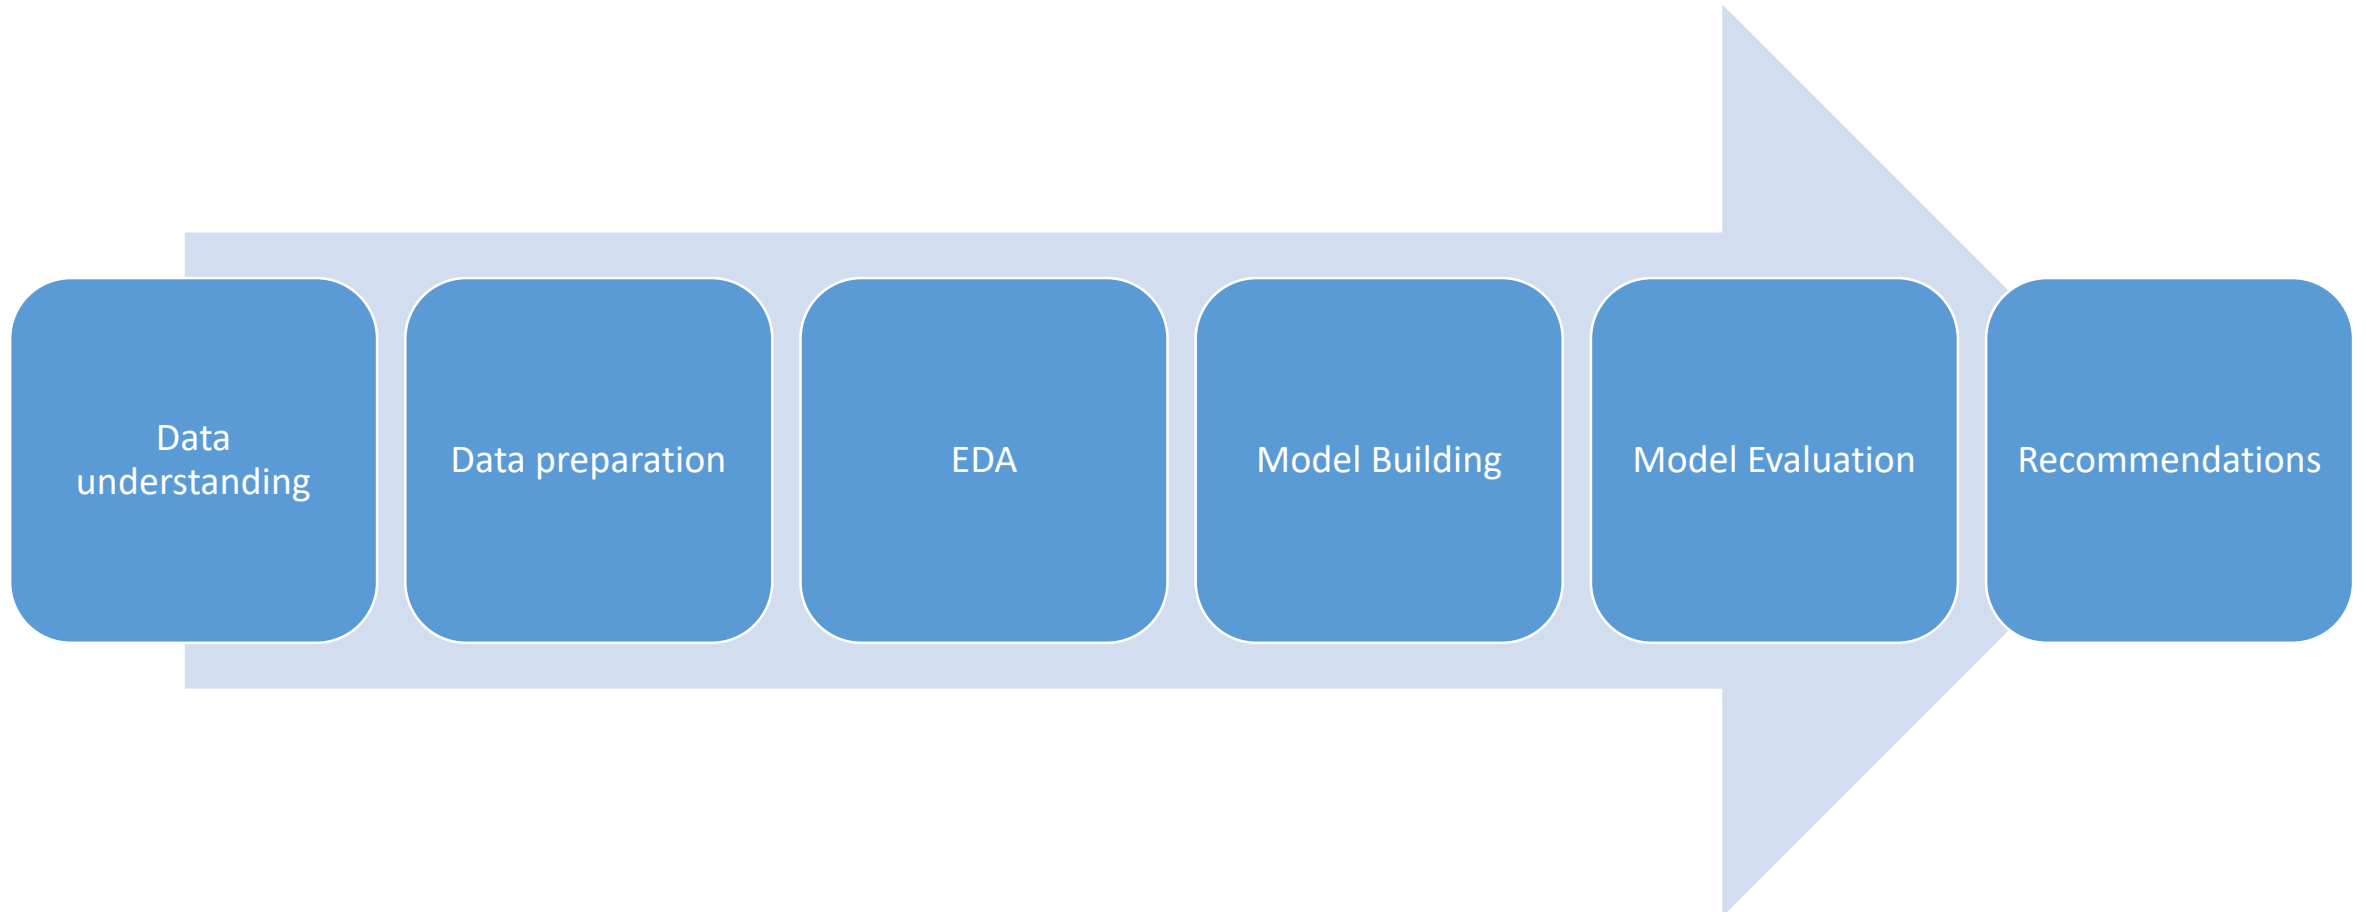 Data
understanding
Data preparation
EDA
Model Building
Model Evaluation
Recommendations